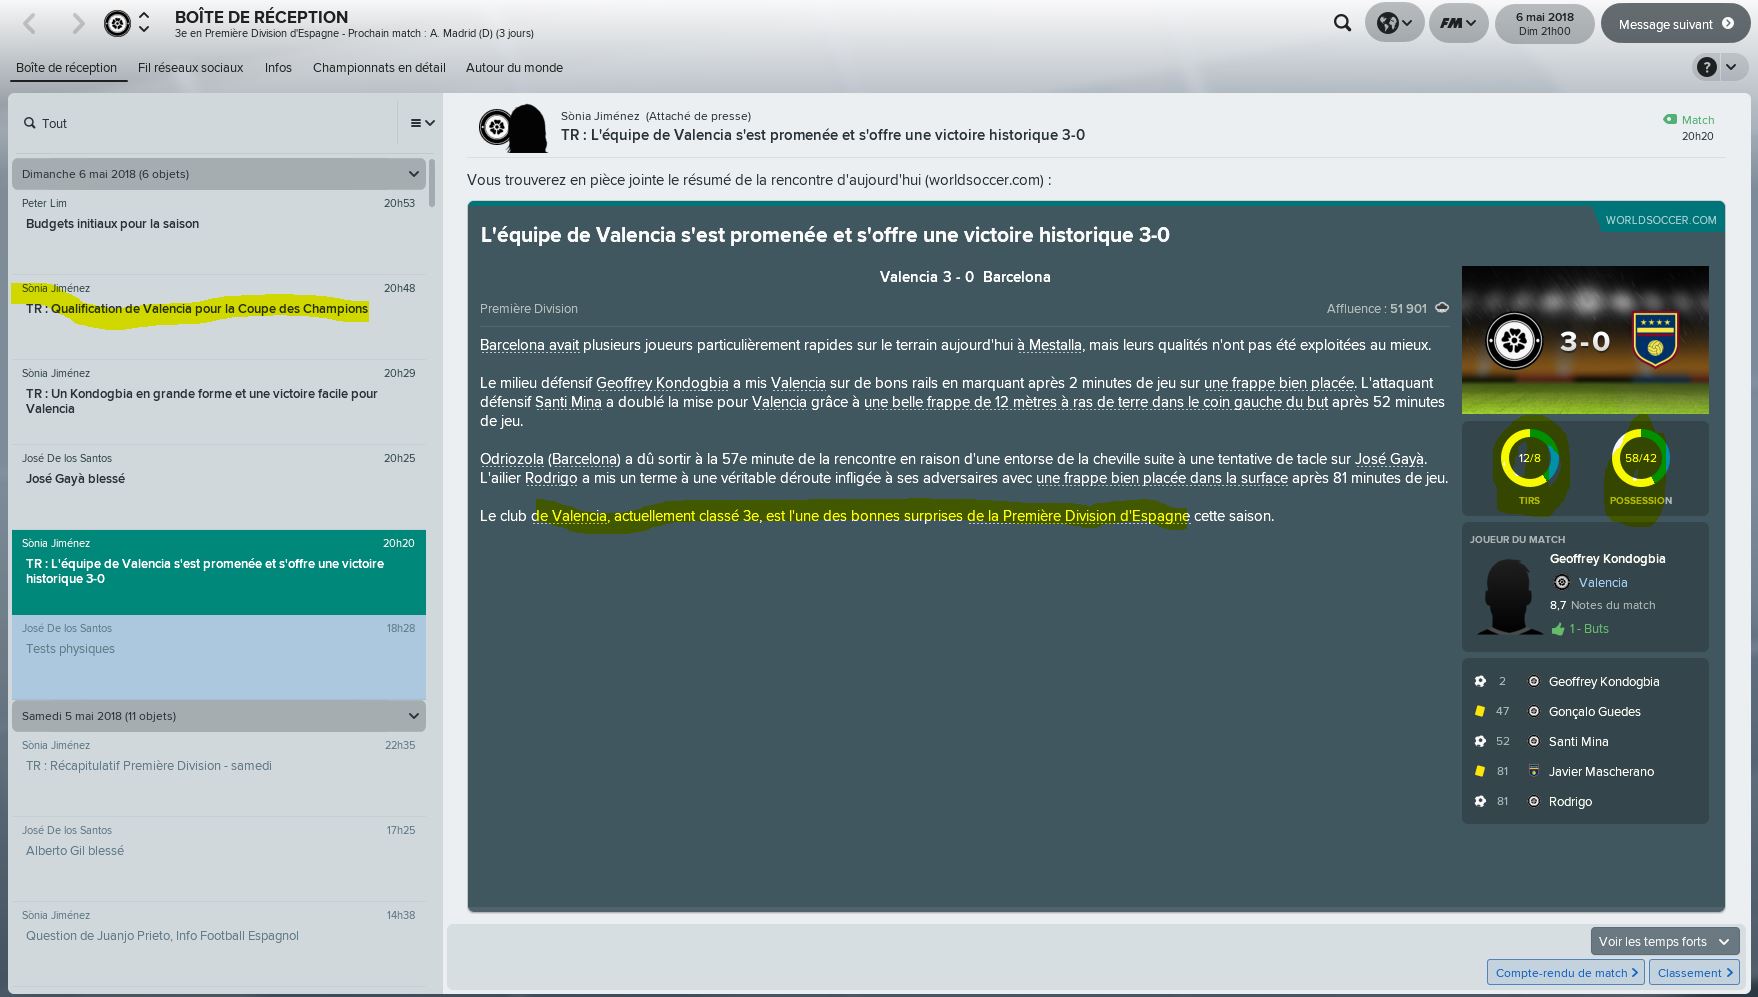 BOÎTE DE RÉCEPTION
3e en Première Division d'Espagne - Prochain match : A. Madrid (D) (3 jours)
FM
6 mai 2018
Dim 21h00
Message suivant
Boîte de réception
Fil réseaux sociaux
Infos
Championnats en détail
Autour du monde
?
Tout
Dimanche 6 mai 2018 (6 objets)
Peter Lim 20h53
Budgets initiaux pour la saison
Sònia Jiménez 20h48
TR : Qualification de Valencia pour la Coupe des Champions
Sònia Jiménez 20h29
TR : Un Kondogbia en grande forme et une victoire facile pour
Valencia
José De los Santos 20h25
José Gayà blessé
Sònia Jiménez 20h20
TR : L'équipe de Valencia s'est promenée et s'offre une victoire
historique 3-0
José De los Santos 18h28
Tests physiques
Samedi 5 mai 2018 (11 objets)
Sònia Jiménez 22h35
TR : Récapitulatif Première Division - samedi
José De los Santos 17h25
Alberto Gil blessé
Sònia Jiménez 14h38
Question de Juanjo Prieto, Info Football Espagnol
Sònia Jiménez (Attaché de presse)
TR : L'équipe de Valencia s'est promenée et s'offre une victoire historique 3-0
Match
20h20
Vous trouverez en pièce jointe le résumé de la rencontre d'aujourd'hui (worldsoccer.com) :
WORLDSOCCER.COM
L'équipe de Valencia s'est promenée et s'offre une victoire historique 3-0
Valencia 3 - 0 Barcelona
Première Division
Affluence : 51 901
Barcelona avait plusieurs joueurs particulièrement rapides sur le terrain aujourd'hui à Mestalla, mais leurs qualités n'ont pas été exploitées au mieux.
Le milieu défensif Geoffrey Kondogbia a mis Valencia sur de bons rails en marquant après 2 minutes de jeu sur une frappe bien placée. L'attaquant
défensif Santi Mina a doublé la mise pour Valencia grâce à une belle frappe de 12 mètres à ras de terre dans le coin gauche du but après 52 minutes
de jeu.
Odriozola (Barcelona) a dû sortir à la 57e minute de la rencontre en raison d'une entorse de la cheville suite à une tentative de tacle sur José Gayà.
L'ailier Rodrigo a mis un terme à une véritable déroute infligée à ses adversaires avec une frappe bien placée dans la surface après 81 minutes de jeu.
Le club de Valencia, actuellement classé 3e, est l'une des bonnes surprises de la Première Division d'Espagne cette saison.
3-0
12/8
TIRS
58/42
POSSESSION
JOUEUR DU MATCH
Geoffrey Kondogbia
Valencia
8,7 Notes du match
1 - Buts
2 Geoffrey Kondogbia
47 Gonçalo Guedes
52 Santi Mina
81 Javier Mascherano
81 Rodrigo
Voir les temps forts
Compte-rendu de match
Classement